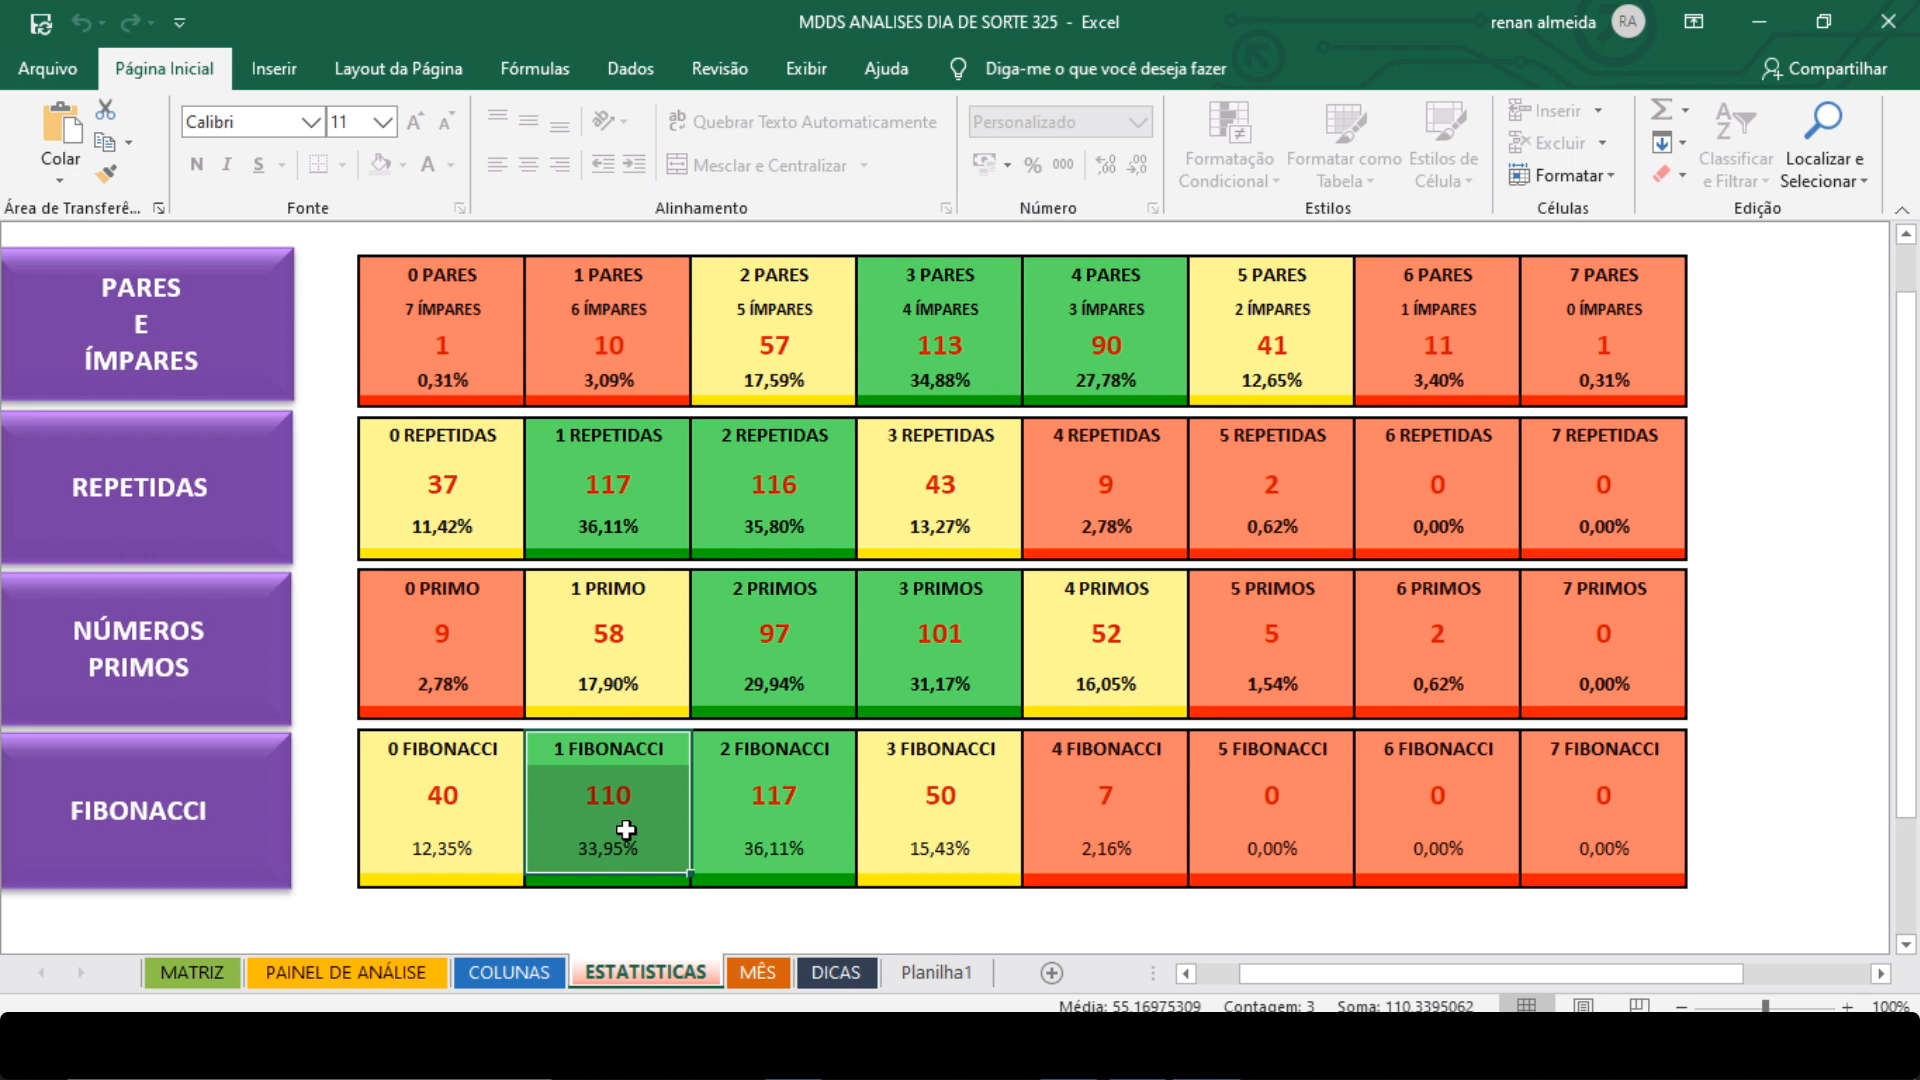 MDDS ANALISES DIA DE SORTE 325 - Excel
renan almeida
RA
Arquivo
Página Inicial
Inserir
Layout da Página
Fórmulas
Dados
Revisão
Exibir
Ajuda
Diga-me o que você deseja fazer
Compartilhar
Colar
Área de Transferê...
Calibri
11
N I S
Fonte
Quebrar Texto Automaticamente
Mesclar e Centralizar
Alinhamento
Personalizado
% 000
Número
Formatação Condicional
Formatar como Tabela
Estilos de Célula
Estilos
Inserir
Excluir
Formatar
Células
Classificar e Filtrar
Localizar e Selecionar
Edição
PARES
E
ÍMPARES
0 PARES 1 PARES 2 PARES 3 PARES 4 PARES 5 PARES 6 PARES 7 PARES
7 ÍMPARES 6 ÍMPARES 5 ÍMPARES 4 ÍMPARES 3 ÍMPARES 2 ÍMPARES 1 ÍMPARES 0 ÍMPARES
1 10 57 113 90 41 11 1
0,31% 3,09% 17,59% 34,88% 27,78% 12,65% 3,40% 0,31%
REPETIDAS
0 REPETIDAS 1 REPETIDAS 2 REPETIDAS 3 REPETIDAS 4 REPETIDAS 5 REPETIDAS 6 REPETIDAS 7 REPETIDAS
37 117 116 43 9 2 0 0
11,42% 36,11% 35,80% 13,27% 2,78% 0,62% 0,00% 0,00%
NÚMEROS
PRIMOS
0 PRIMO 1 PRIMO 2 PRIMOS 3 PRIMOS 4 PRIMOS 5 PRIMOS 6 PRIMOS 7 PRIMOS
9 58 97 101 52 5 2 0
2,78% 17,90% 29,94% 31,17% 16,05% 1,54% 0,62% 0,00%
FIBONACCI
0 FIBONACCI 1 FIBONACCI 2 FIBONACCI 3 FIBONACCI 4 FIBONACCI 5 FIBONACCI 6 FIBONACCI 7 FIBONACCI
40 110 117 50 7 0 0 0
12,35% 33,95% 36,11% 15,43% 2,16% 0,00% 0,00% 0,00%
MATRIZ
PAINEL DE ANÁLISE
COLUNAS
ESTATISTICAS
MÊS
DICAS
Planilha1
Média: 55,16975309 Contagem: 3 Soma: 110,3395062
100%